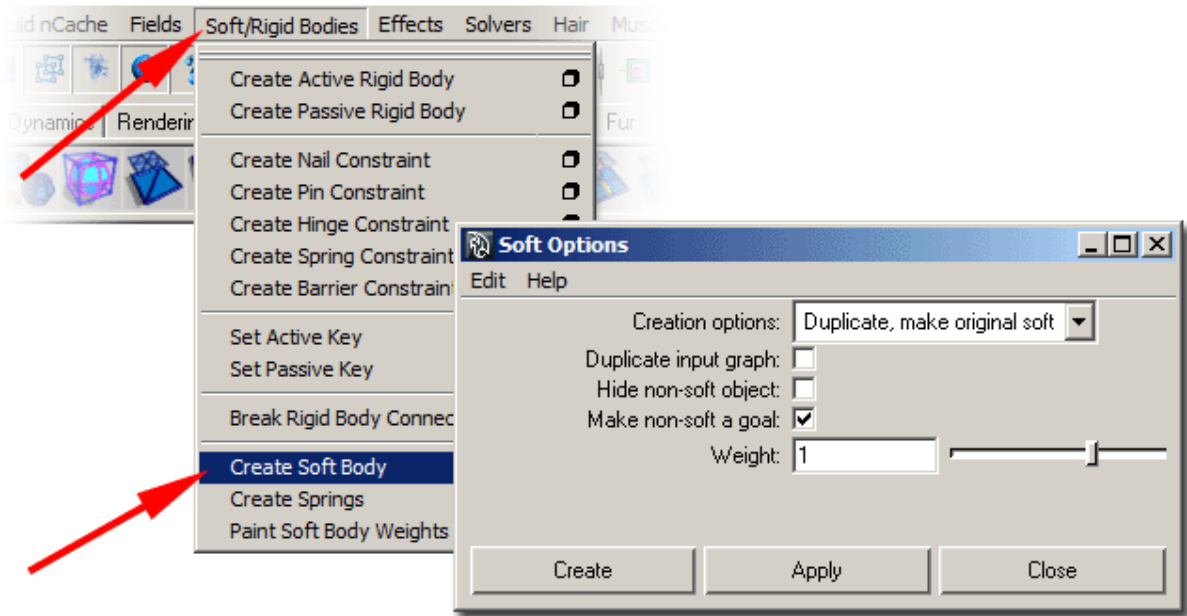 nCache Fields Soft/Rigid Bodies Effects Solvers Hair
Create Active Rigid Body
Create Passive Rigid Body
Dynamics Fur
Create Nail Constraint
Create Pin Constraint
Create Hinge Constraint
Create Spring Constraint
Create Barrier Constraint
Set Active Key
Set Passive Key
Break Rigid Body Connec
Create Soft Body
Create Springs
Paint Soft Body Weights
Soft Options
Edit Help
Creation options: Duplicate, make original soft
Duplicate input graph:
Hide non-soft object:
Make non-soft a goal:
Weight: 1
Create Apply Close